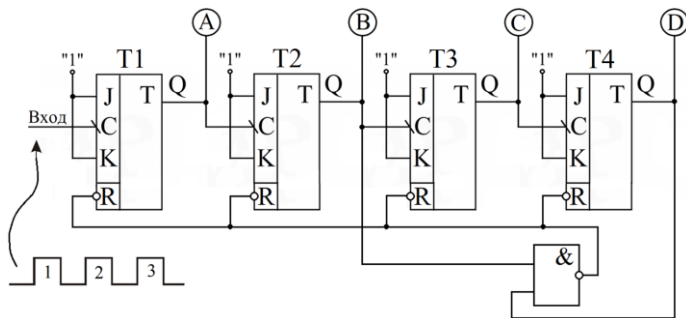 A B C D
"1" T1 "1" T2 "1" T3 "1" T4
Q Q Q Q
J T J T J T J T
Вход C C C C
K K K K
R R R R
&
1 2 3